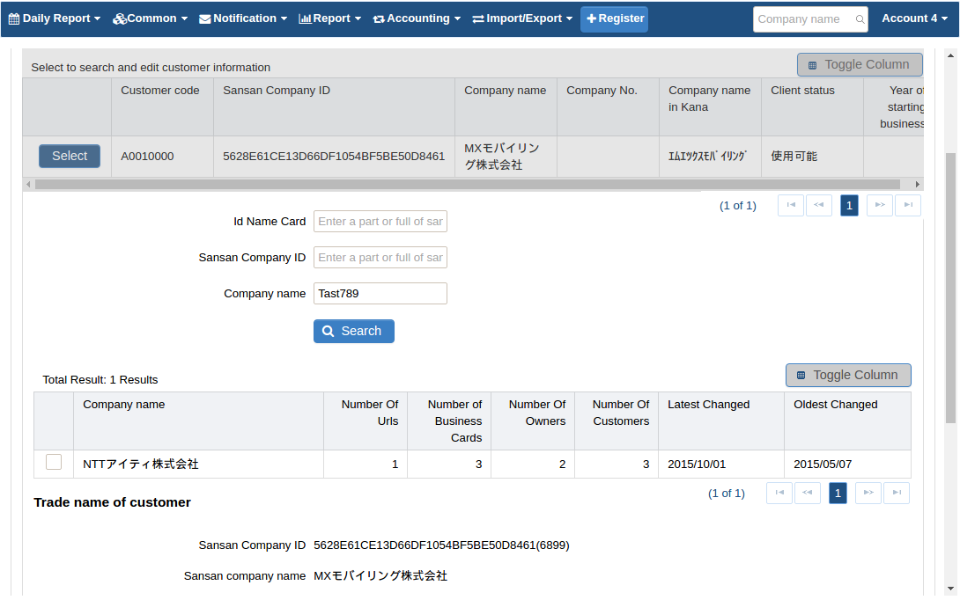 Daily Report Common Notification Report Accounting Import/Export Register Company name Account 4
Select to search and edit customer information Toggle Column
Customer code Sansan Company ID Company name Company No. Company name in Kana Client status Year of starting business
Select A0010000 5628E61CE13D66DF1054BF5BE50D8461 MXモバイリング株式会社 ｴﾑｴｯｸｽﾓﾊﾞｲﾘﾝｸﾞ 使用可能
(1 of 1) 1
Id Name Card Enter a part or full of sar
Sansan Company ID Enter a part or full of sar
Company name Tast789
Search
Total Result: 1 Results Toggle Column
Company name Number Of Urls Number of Business Cards Number Of Owners Number Of Customers Latest Changed Oldest Changed
NTTアイティ株式会社 1 3 2 3 2015/10/01 2015/05/07
(1 of 1) 1
Trade name of customer
Sansan Company ID 5628E61CE13D66DF1054BF5BE50D8461(6899)
Sansan company name MXモバイリング株式会社